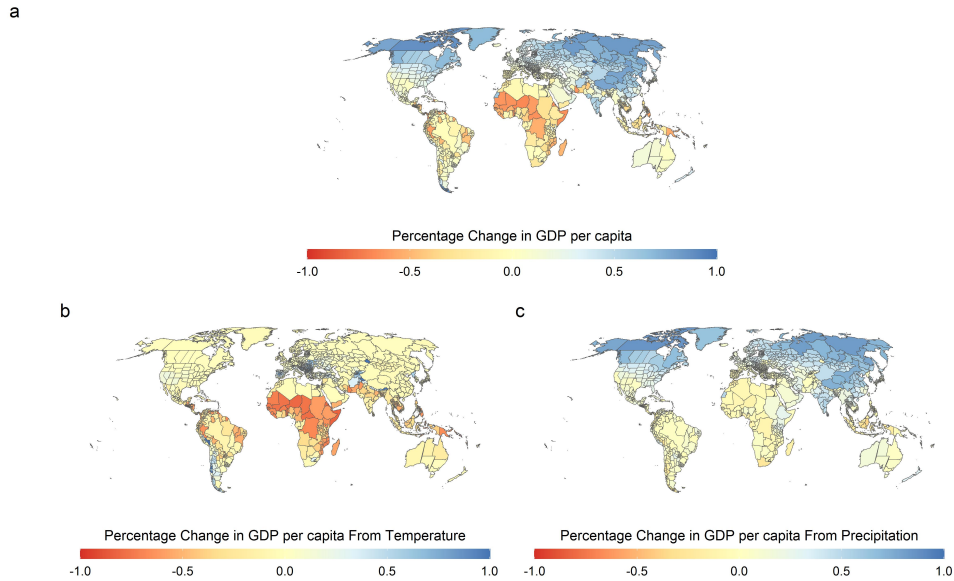 a
Percentage Change in GDP per capita
-1.0 -0.5 0.0 0.5 1.0
b
c
Percentage Change in GDP per capita From Temperature
-1.0 -0.5 0.0 0.5 1.0
Percentage Change in GDP per capita From Precipitation
-1.0 -0.5 0.0 0.5 1.0